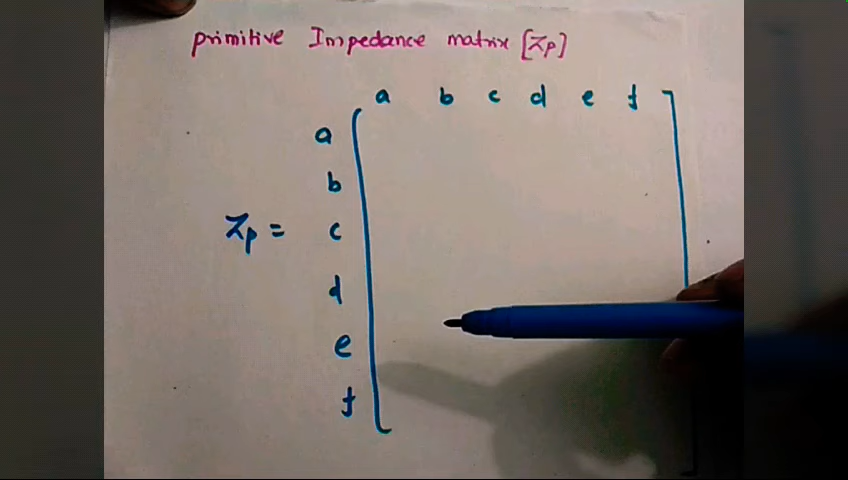 primitive Impedance matrix [Zp]
a b c d e f
a
b
Zp = c
d
e
f